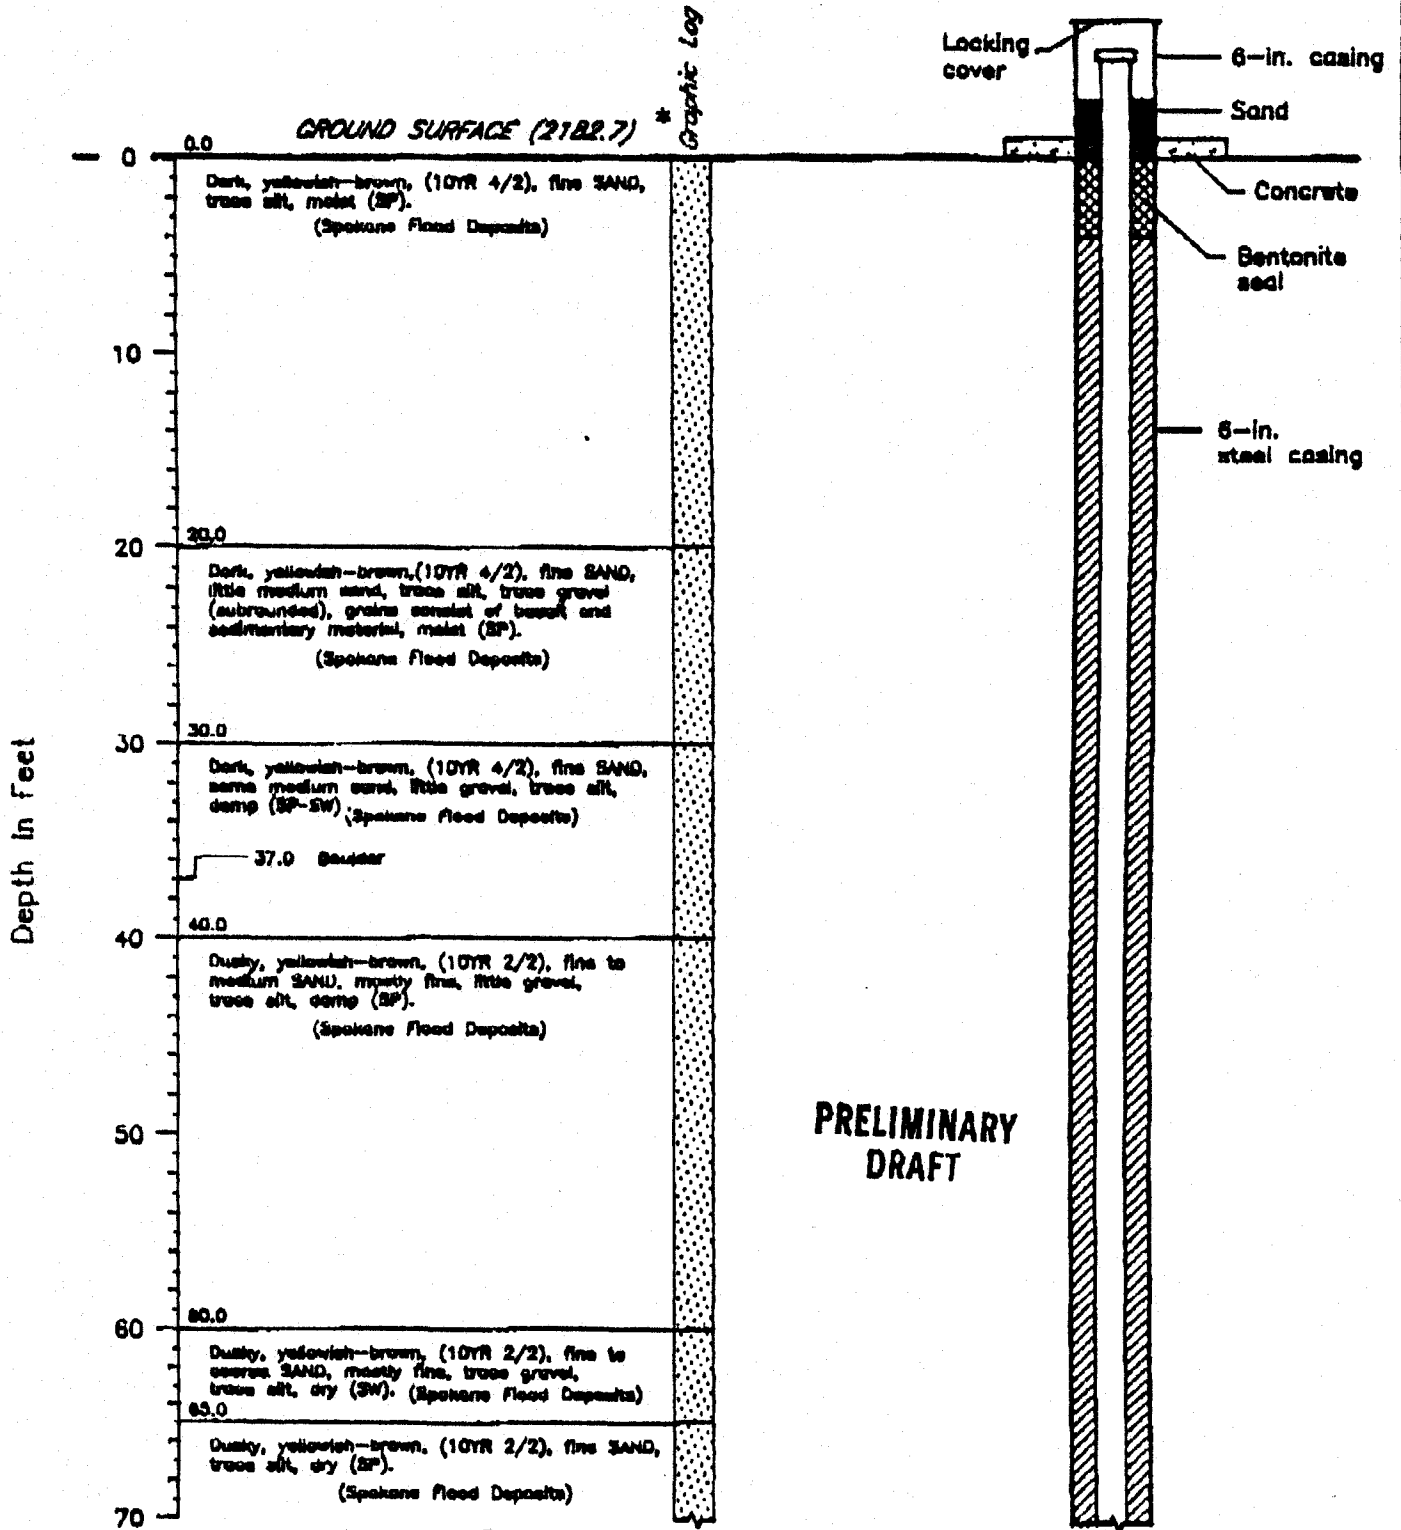 * Graphic Log
GROUND SURFACE (2182.7)
Locking
cover
6-in. casing
Sand
Concrete
Bentonite
seal
6-in.
steel casing
Depth in Feet
0
0.0
Dark, yellowish-brown, (10YR 4/2), fine SAND,
trace silt, moist (SP).
(Spokane Flood Deposits)
10
20
20.0
Dark, yellowish-brown,(10YR 4/2), fine SAND,
little medium sand, trace silt, trace gravel
(subrounded), grains consist of basalt and
sedimentary material, moist (SP).
(Spokane Flood Deposits)
30
30.0
Dark, yellowish-brown, (10YR 4/2), fine SAND,
some medium sand, little gravel, trace silt,
damp (SP-SW) (Spokane Flood Deposits)
37.0 Boulder
40
40.0
Dusky, yellowish-brown, (10YR 2/2), fine to
medium SAND, mostly fine, little gravel,
trace silt, damp (SP).
(Spokane Flood Deposits)
50
PRELIMINARY
DRAFT
60
60.0
Dusky, yellowish-brown, (10YR 2/2), fine to
coarse SAND, mostly fine, trace gravel,
trace silt, dry (SW). (Spokane Flood Deposits)
65.0
Dusky, yellowish-brown, (10YR 2/2), fine SAND,
trace silt, dry (SP).
(Spokane Flood Deposits)
70